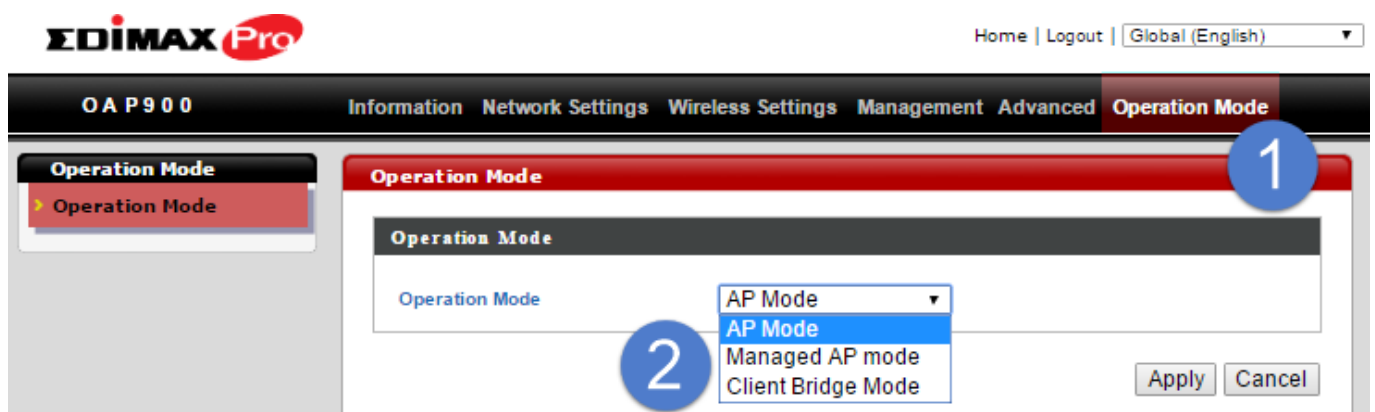 EDiMAX Pro
Home | Logout | Global (English)
OAP900
Information Network Settings Wireless Settings Management Advanced Operation Mode
1
Operation Mode
Operation Mode
Operation Mode
Operation Mode
Operation Mode
AP Mode
AP Mode
Managed AP mode
Client Bridge Mode
2
Apply Cancel